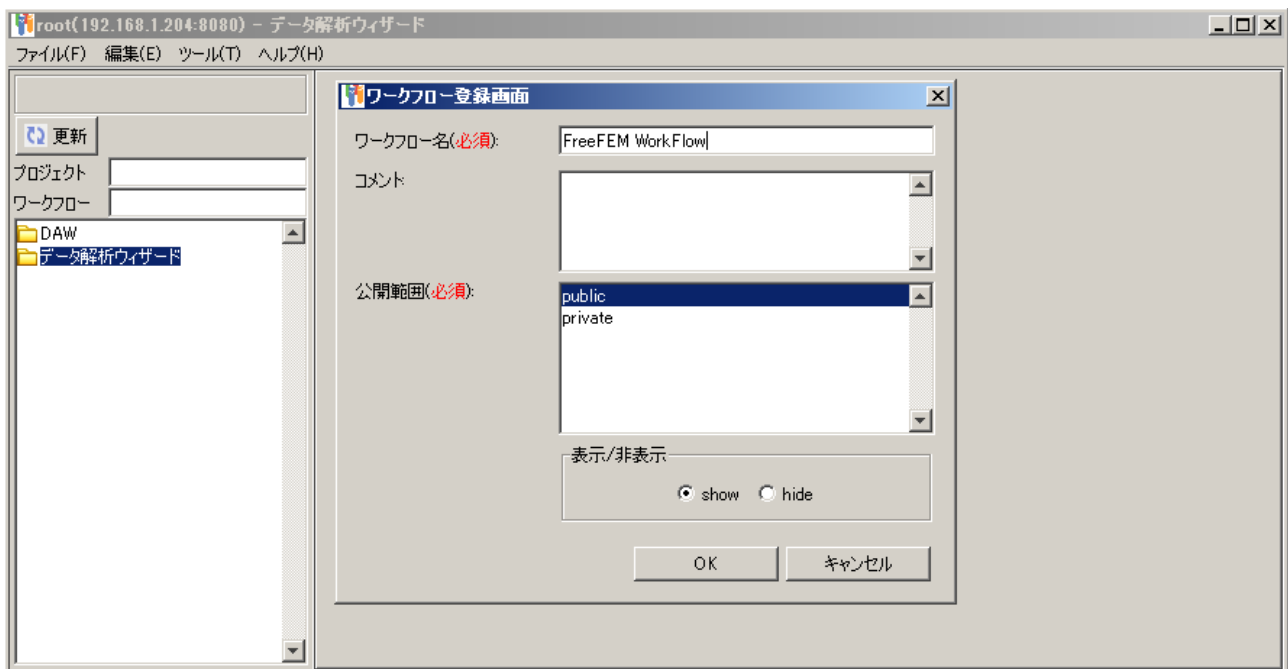 root(192.168.1.204:8080) - データ解析ウィザード
ファイル(F) 編集(E) ツール(T) ヘルプ(H)
更新
プロジェクト
ワークフロー
DAW
データ解析ウィザード
ワークフロー登録画面
ワークフロー名(必須):
FreeFEM WorkFlow
コメント
公開範囲(必須):
public
private
表示/非表示
show hide
OK キャンセル